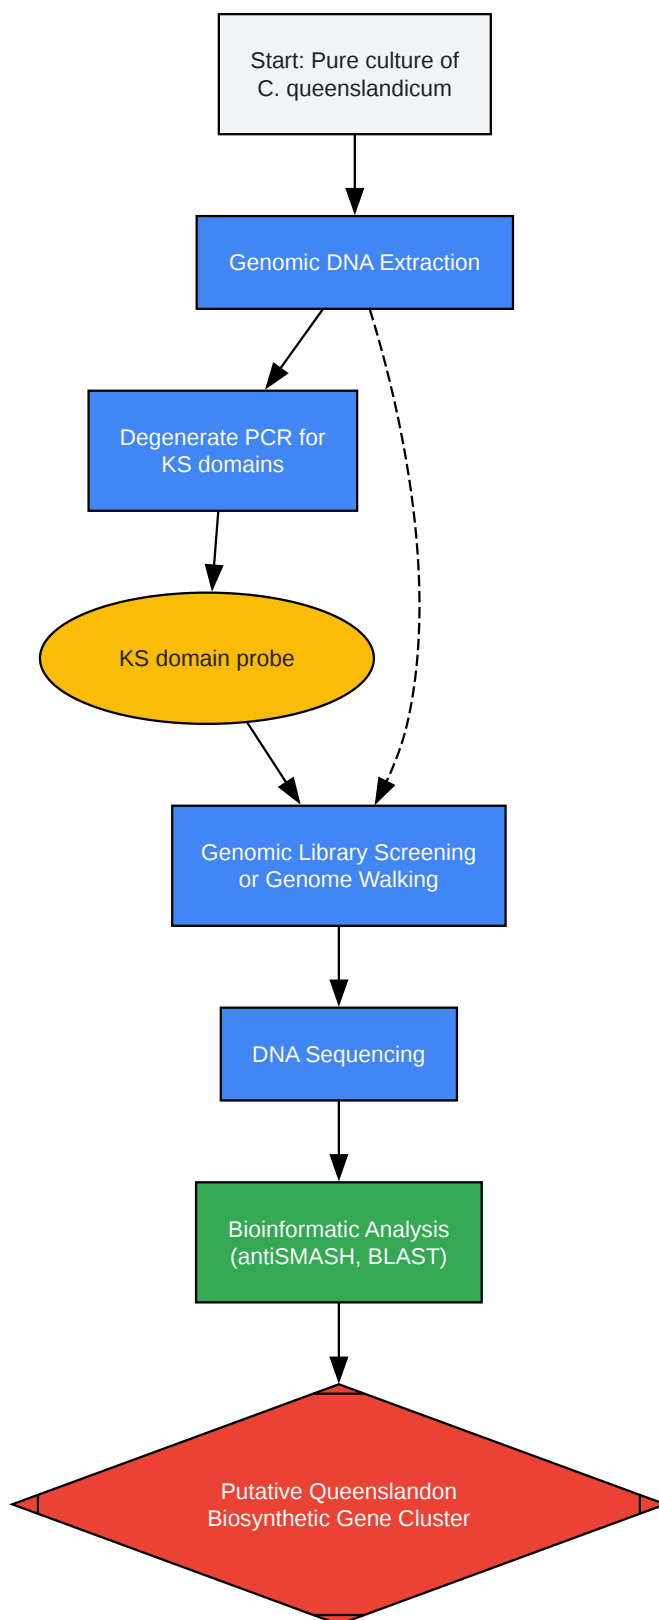 Start: Pure culture of
C. queenslandicum
Genomic DNA Extraction
Degenerate PCR for
KS domains
KS domain probe
Genomic Library Screening
or Genome Walking
DNA Sequencing
Bioinformatic Analysis
(antiSMASH, BLAST)
Putative Queenslandon
Biosynthetic Gene Cluster